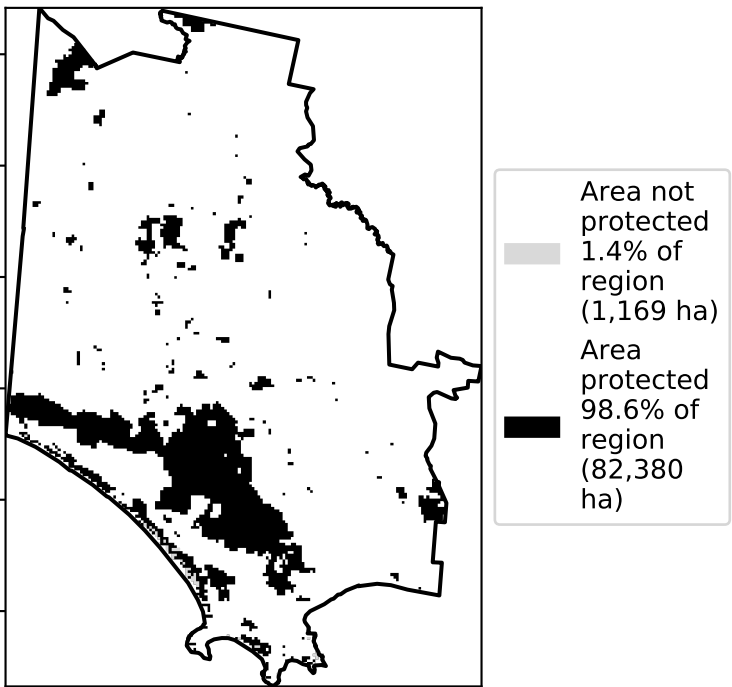 Area not
protected
1.4% of
region
(1,169 ha)
Area
protected
98.6% of
region
(82,380
ha)